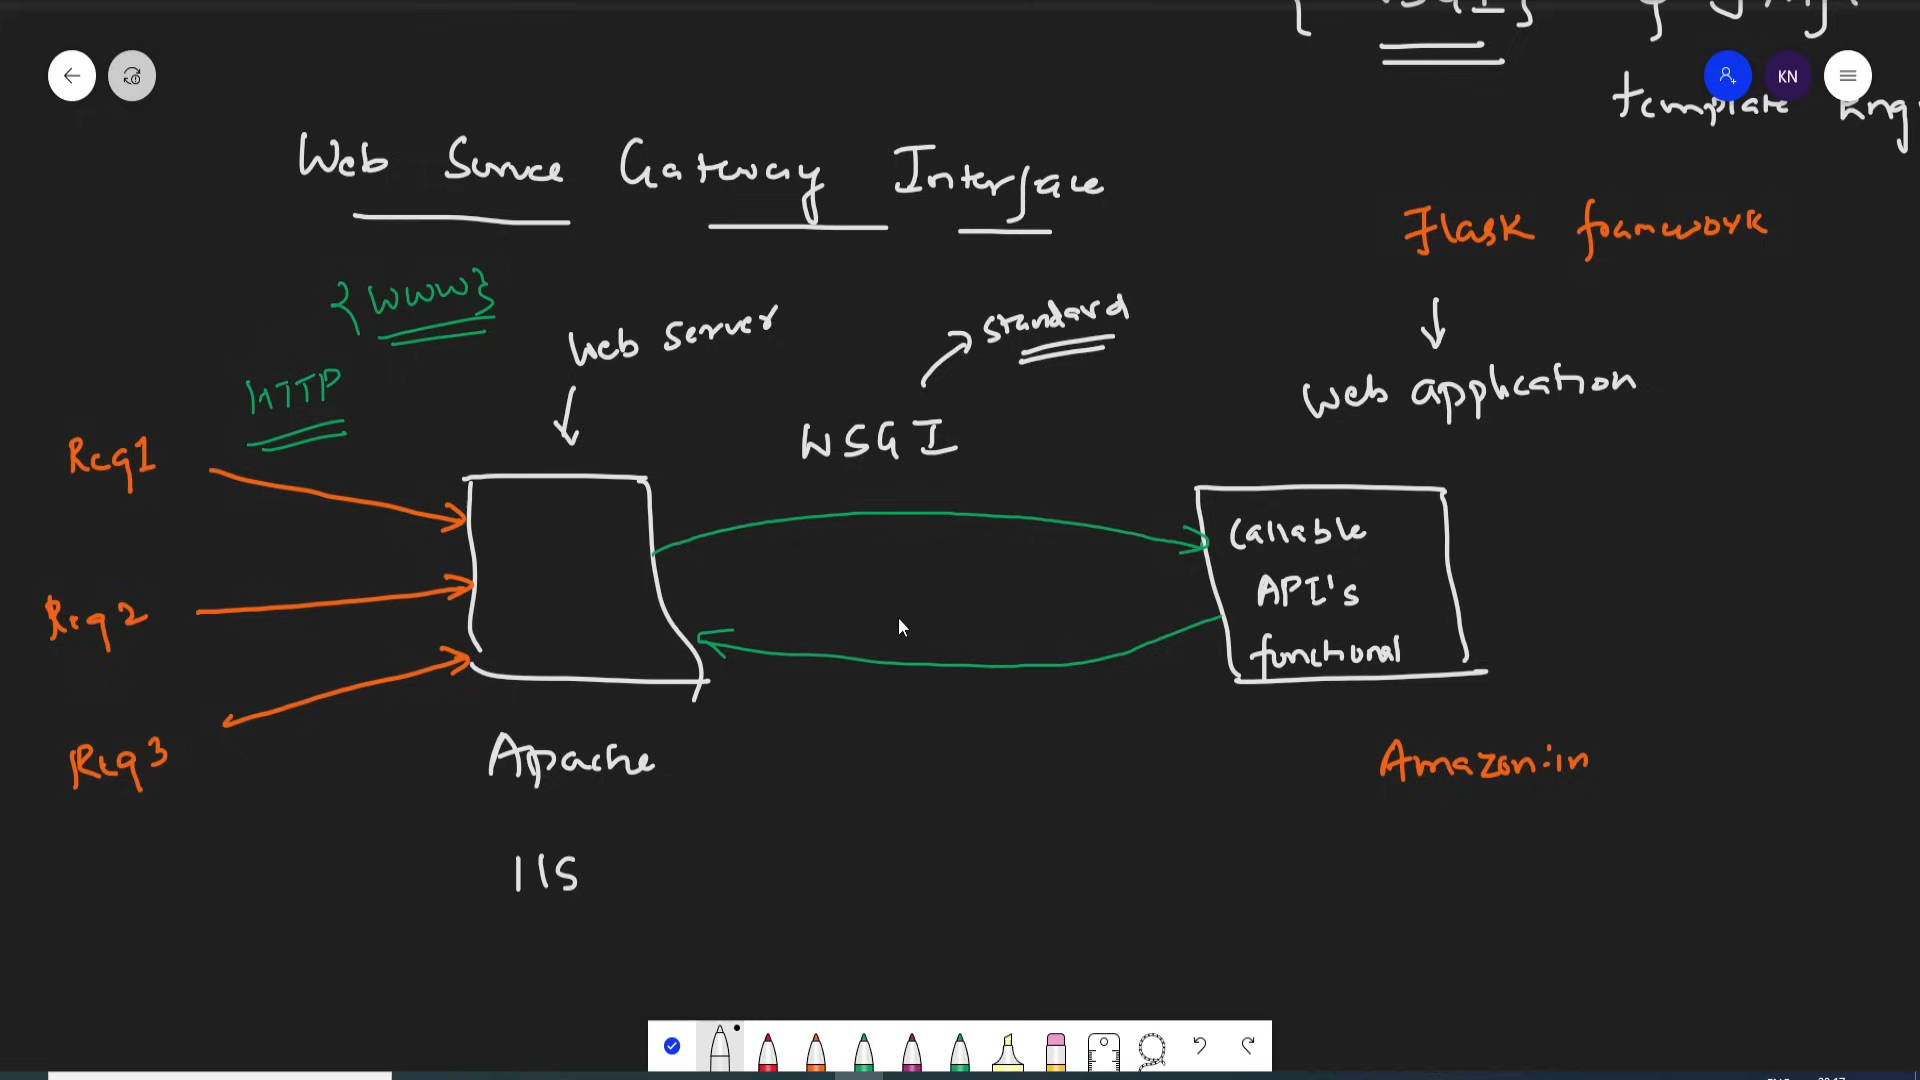 KN
template Eng
Web Server Gateway Interface
Flask framework
{WWW}
Web server
standard
HTTP
Web application
WSGI
Req1
Callable
API's
Req2
functional
Req3
Apache
Amazon.in
IIS